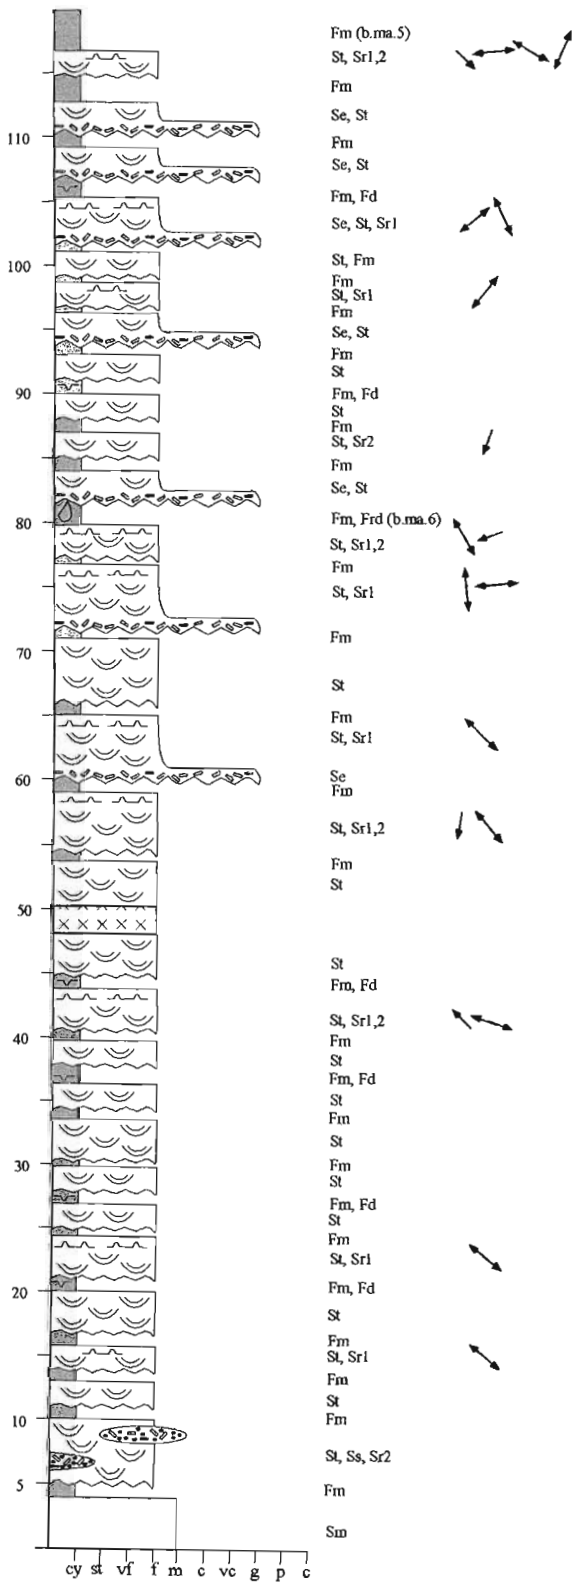 Fm (b.ma.5)
St, Sr1,2
Fm
Se, St
110
Fm
Se, St
Fm, Fd
Se, St, Sr1
100
St, Fm
Fm
St, Sr1
Fm
Se, St
Fm
St
90
Fm, Fd
St
Fm
St, Sr2
Fm
Se, St
80
Fm, Frd (b.ma.6)
St, Sr1,2
Fm
St, Sr1
Fm
70
St
Fm
St, Sr1
60
Se
Fm
St, Sr1,2
Fm
St
50
St
Fm, Fd
St, Sr1,2
40
Fm
St
Fm, Fd
St
Fm
St
30
Fm
St
Fm, Fd
St
Fm
St, Sr1
Fm, Fd
20
St
Fm
St, Sr1
Fm
St
10
Fm
St, Ss, Sr2
5
Fm
Sm
cy st vf f m c vc g p c